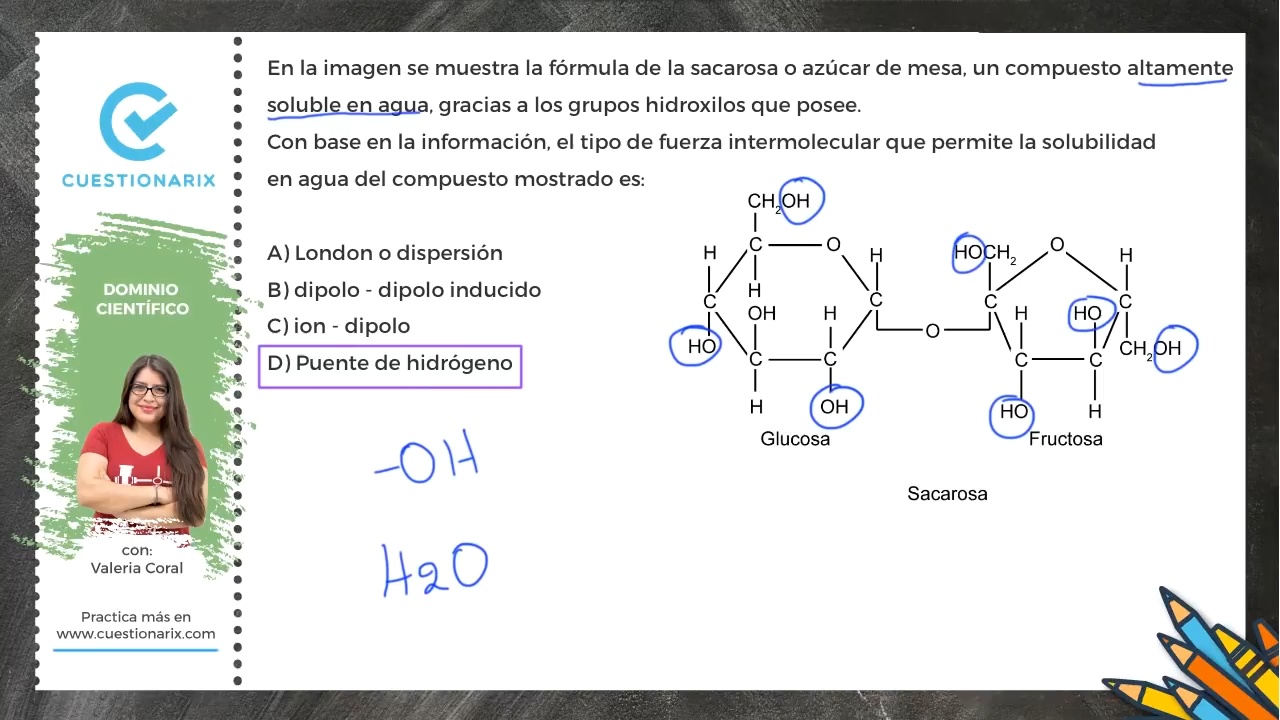 En la imagen se muestra la fórmula de la sacarosa o azúcar de mesa, un compuesto altamente
soluble en agua, gracias a los grupos hidroxilos que posee.
Con base en la información, el tipo de fuerza intermolecular que permite la solubilidad
en agua del compuesto mostrado es:
A) London o dispersión
B) dipolo - dipolo inducido
C) ion - dipolo
D) Puente de hidrógeno
-OH
H2O
CUESTIONARIX
DOMINIO
CIENTÍFICO
con:
Valeria Coral
Practica más en
www.cuestionarix.com
CH2OH
H C O H
H
C OH H C
HO C C
H OH
Glucosa
O
HOCH2 O H
C H HO C
C C CH2OH
HO H
Fructosa
Sacarosa